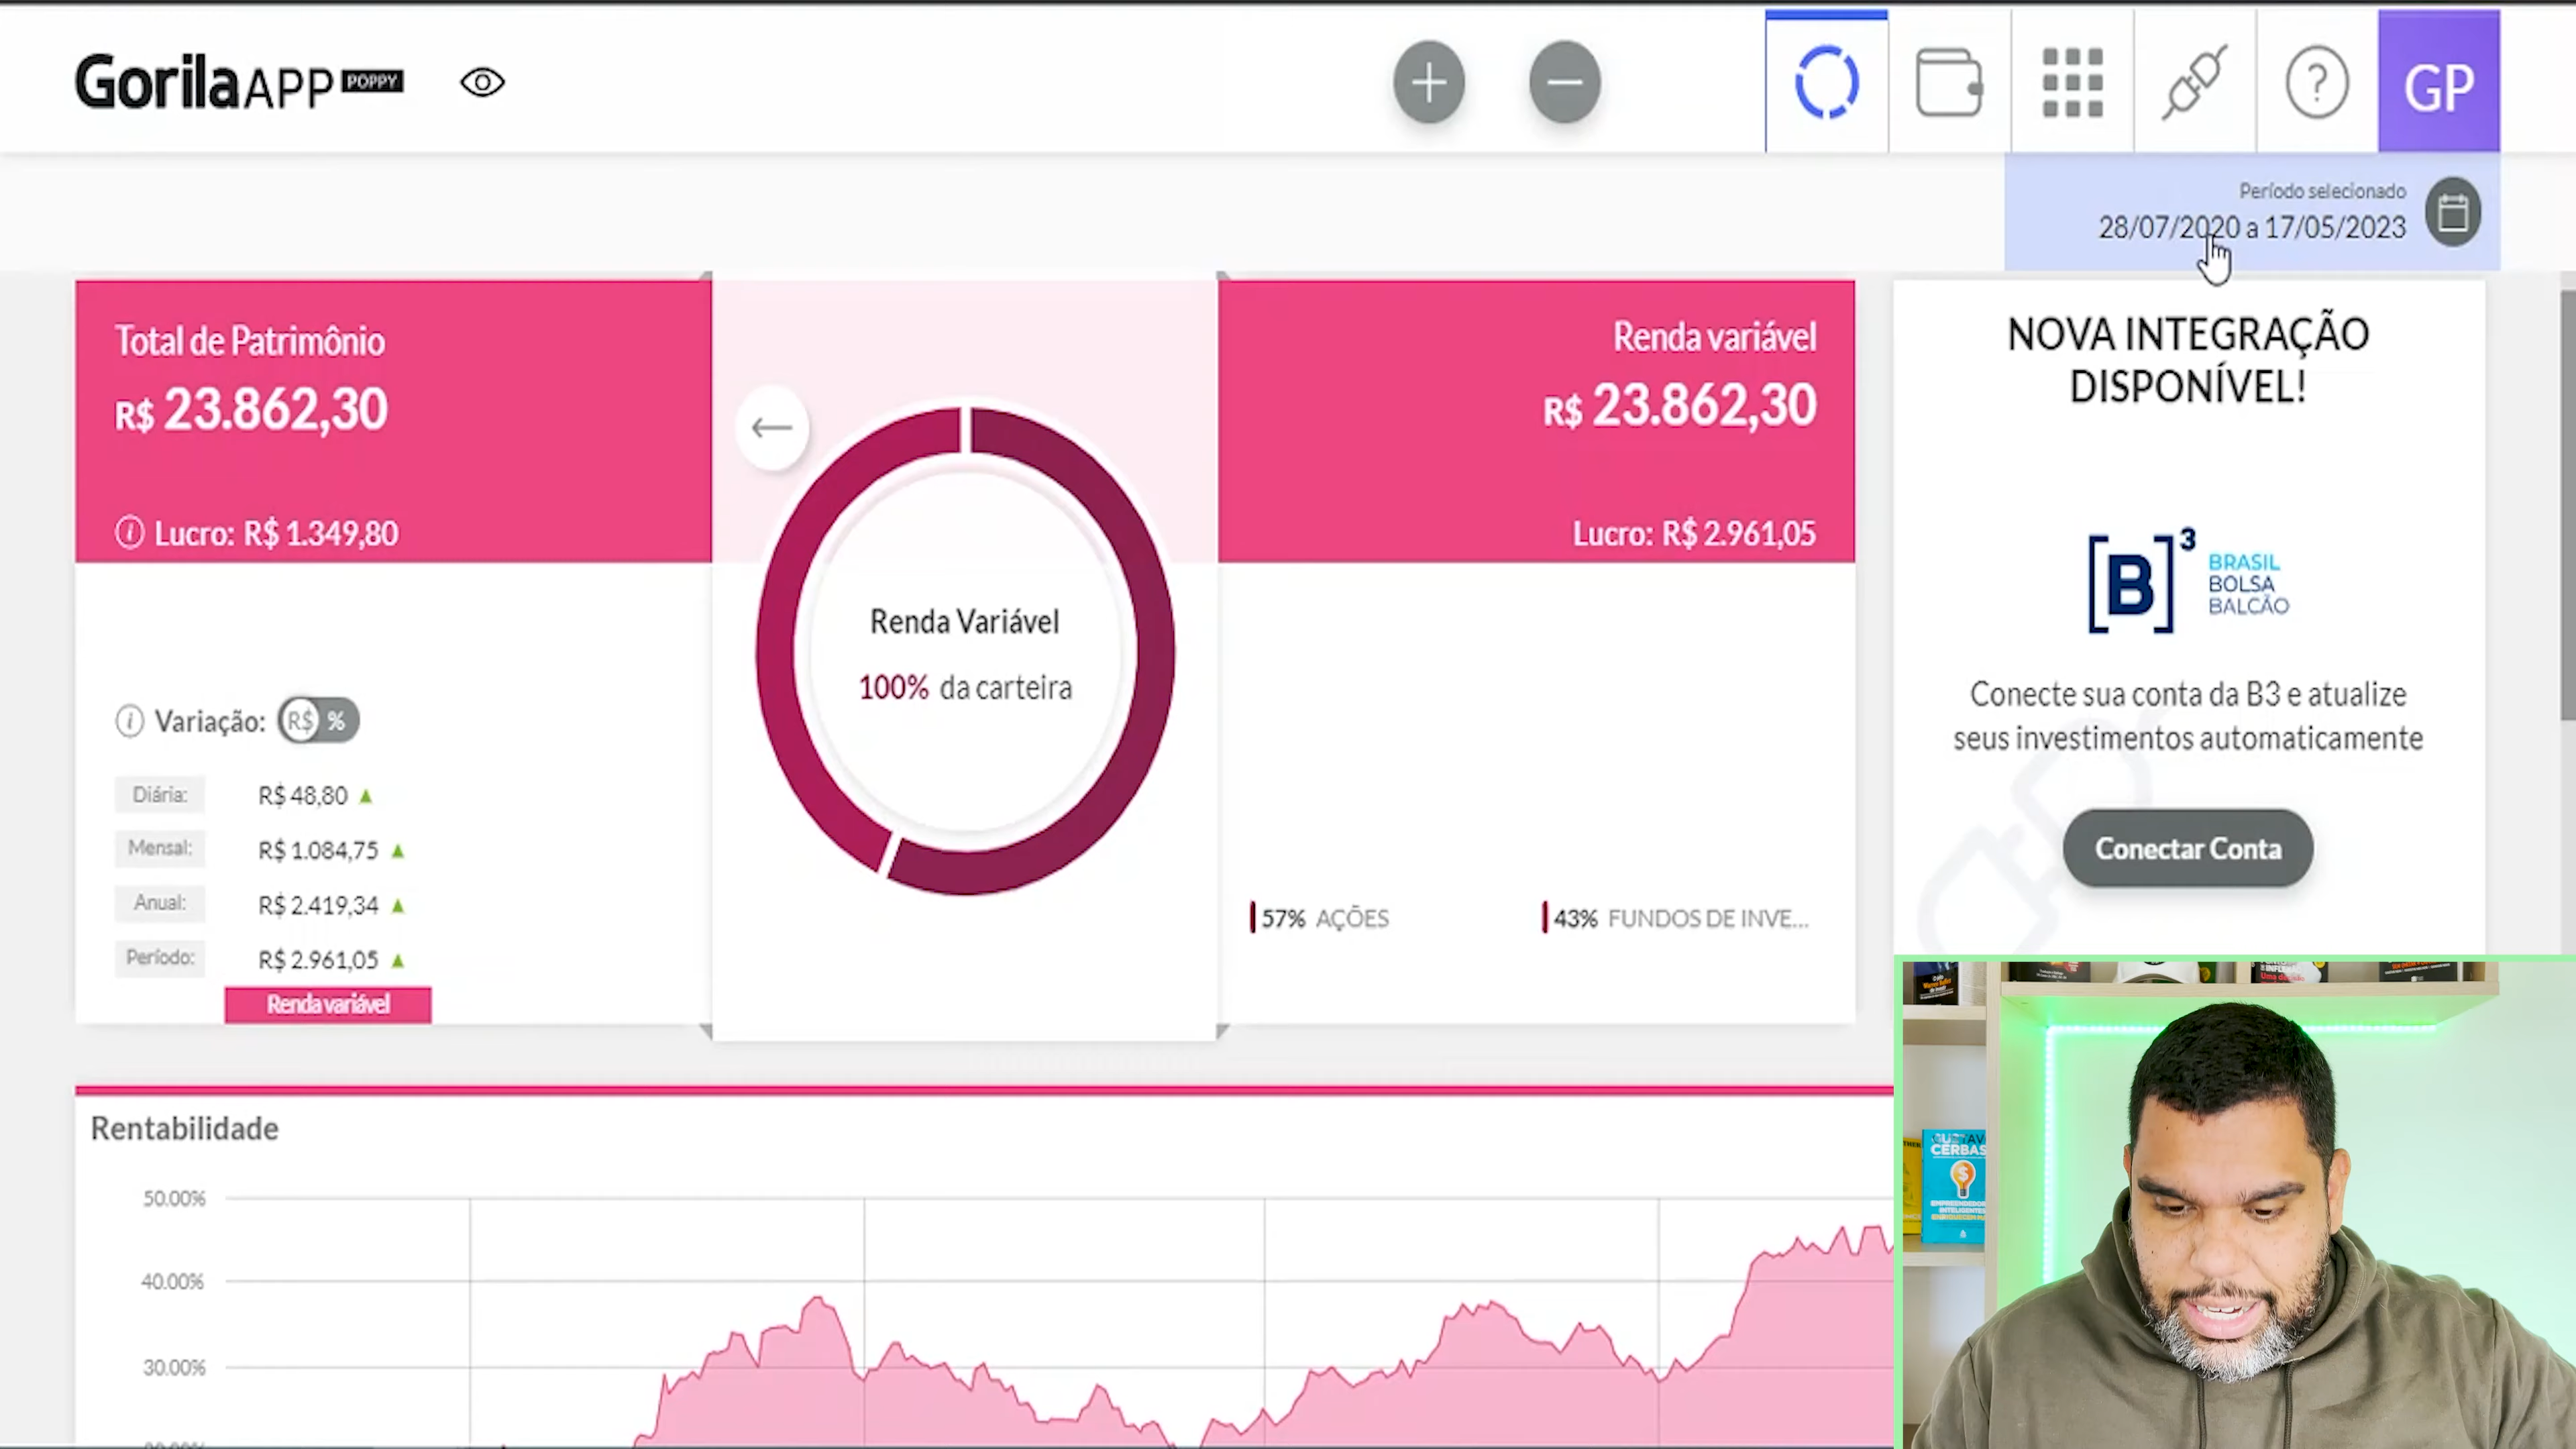 GorilaAPP POPPY
GP
Período selecionado
28/07/2020 a 17/05/2023
Total de Patrimônio
R$ 23.862,30
Lucro: R$ 1.349,80
Renda variável
R$ 23.862,30
Lucro: R$ 2.961,05
Renda Variável
100% da carteira
Variação: R$ %
Diária: R$ 48,80
Mensal: R$ 1.084,75
Anual: R$ 2.419,34
Período: R$ 2.961,05
Renda variável
57% AÇÕES
43% FUNDOS DE INVE...
NOVA INTEGRAÇÃO
DISPONÍVEL!
[B]³
BRASIL
BOLSA
BALCÃO
Conecte sua conta da B3 e atualize
seus investimentos automaticamente
Conectar Conta
Rentabilidade
50.00%
40.00%
30.00%
GUSTAVO
CERBAS